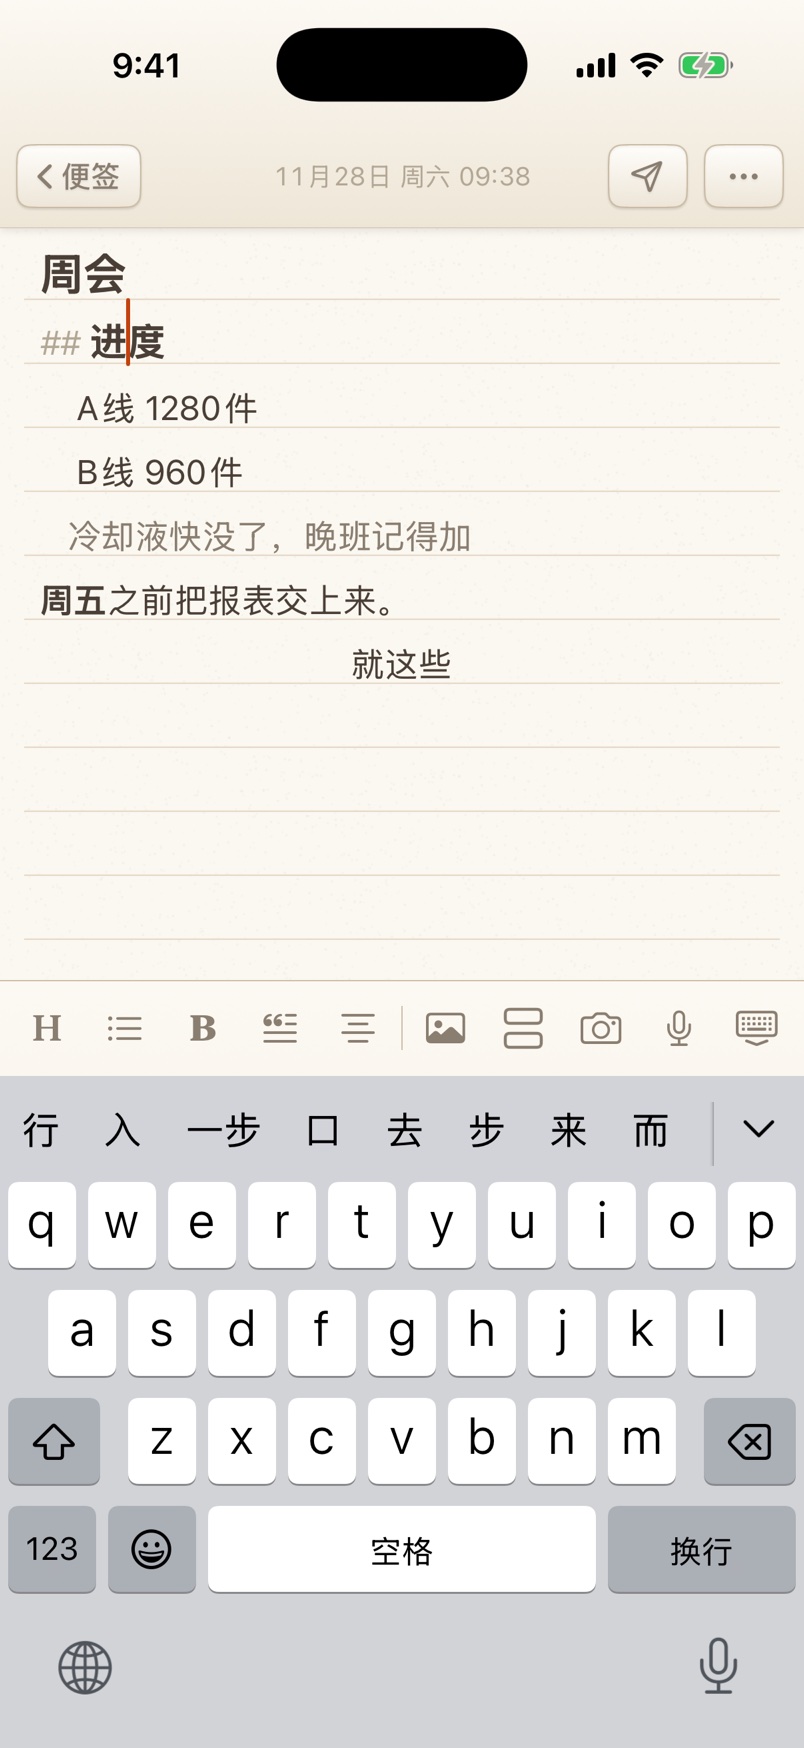 9:41
便签
11月28日 周六 09:38
周会
## 进度
A线 1280件
B线 960件
冷却液快没了，晚班记得加
周五之前把报表交上来。
就这些
H B
行 入 一步 口 去 步 来 而
q w e r t y u i o p
a s d f g h j k l
z x c v b n m
123 空格 换行